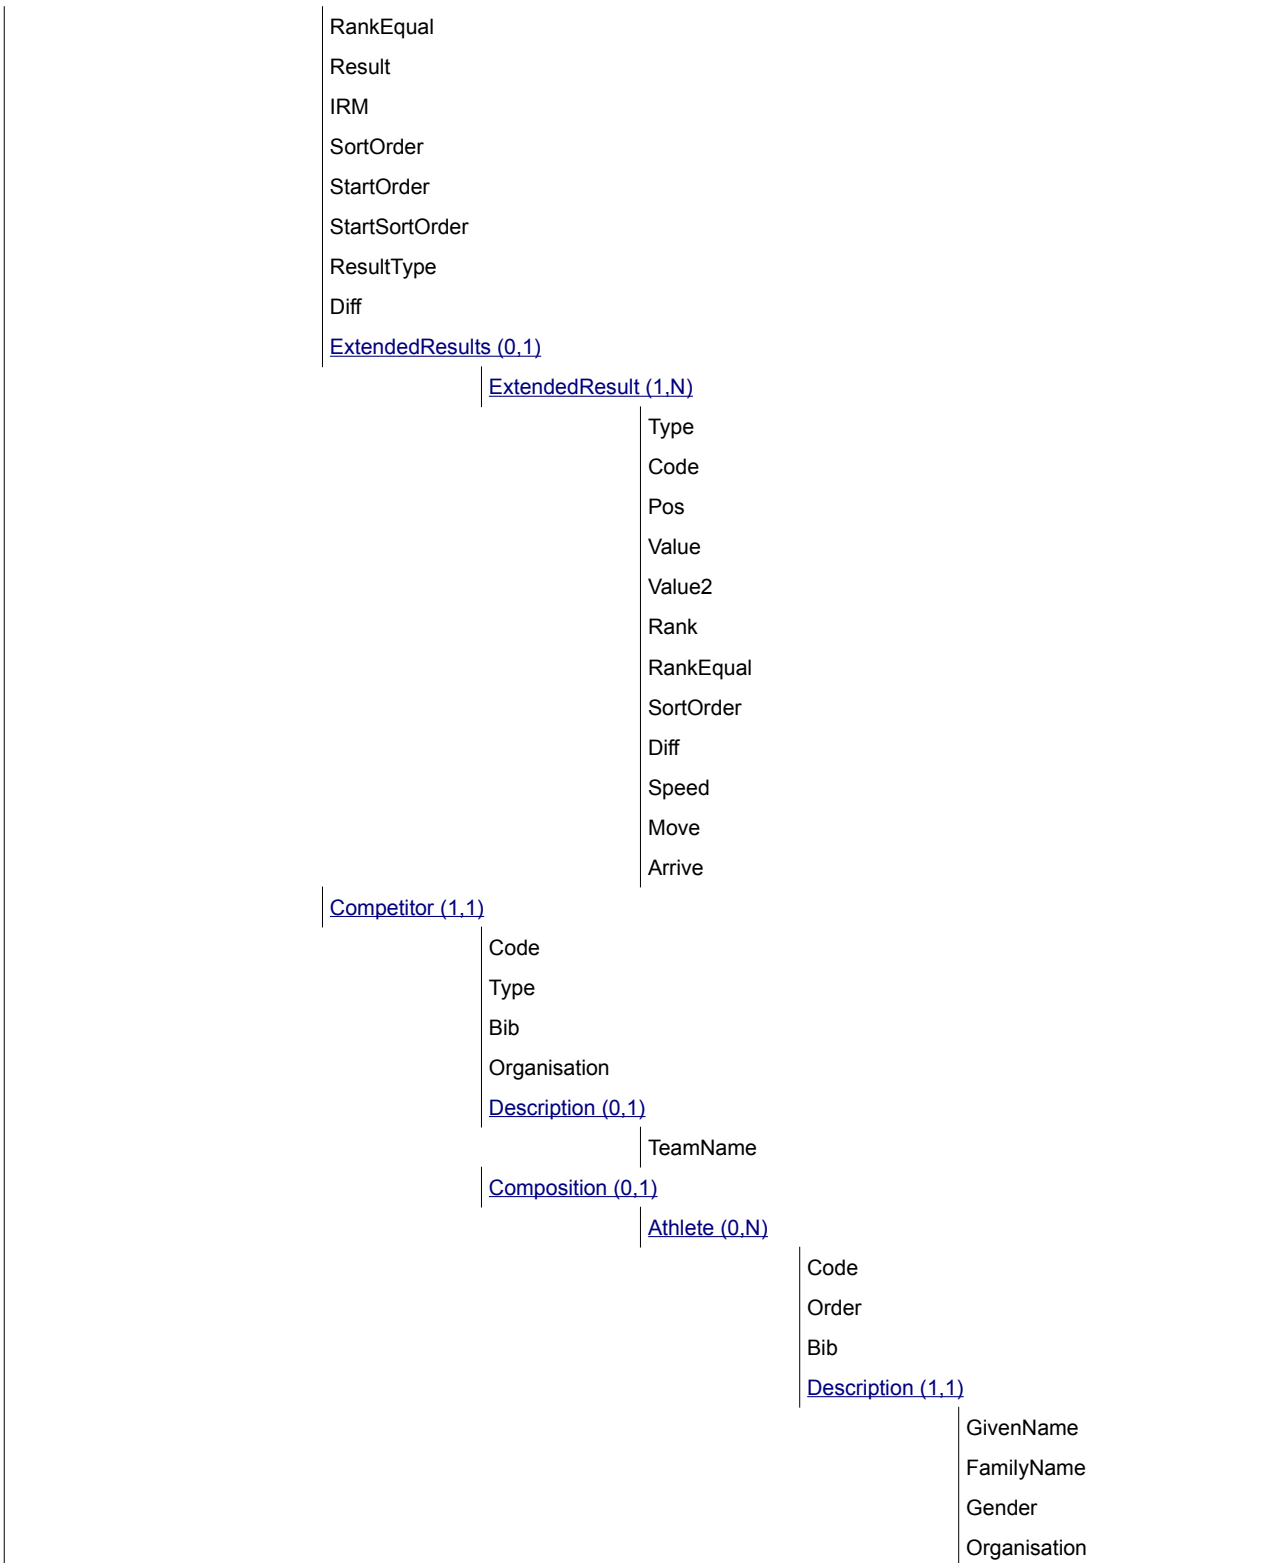 RankEqual
Result
IRM
SortOrder
StartOrder
StartSortOrder
ResultType
Diff
ExtendedResults (0,1)
ExtendedResult (1,N)
Type
Code
Pos
Value
Value2
Rank
RankEqual
SortOrder
Diff
Speed
Move
Arrive
Competitor (1,1)
Code
Type
Bib
Organisation
Description (0,1)
TeamName
Composition (0,1)
Athlete (0,N)
Code
Order
Bib
Description (1,1)
GivenName
FamilyName
Gender
Organisation